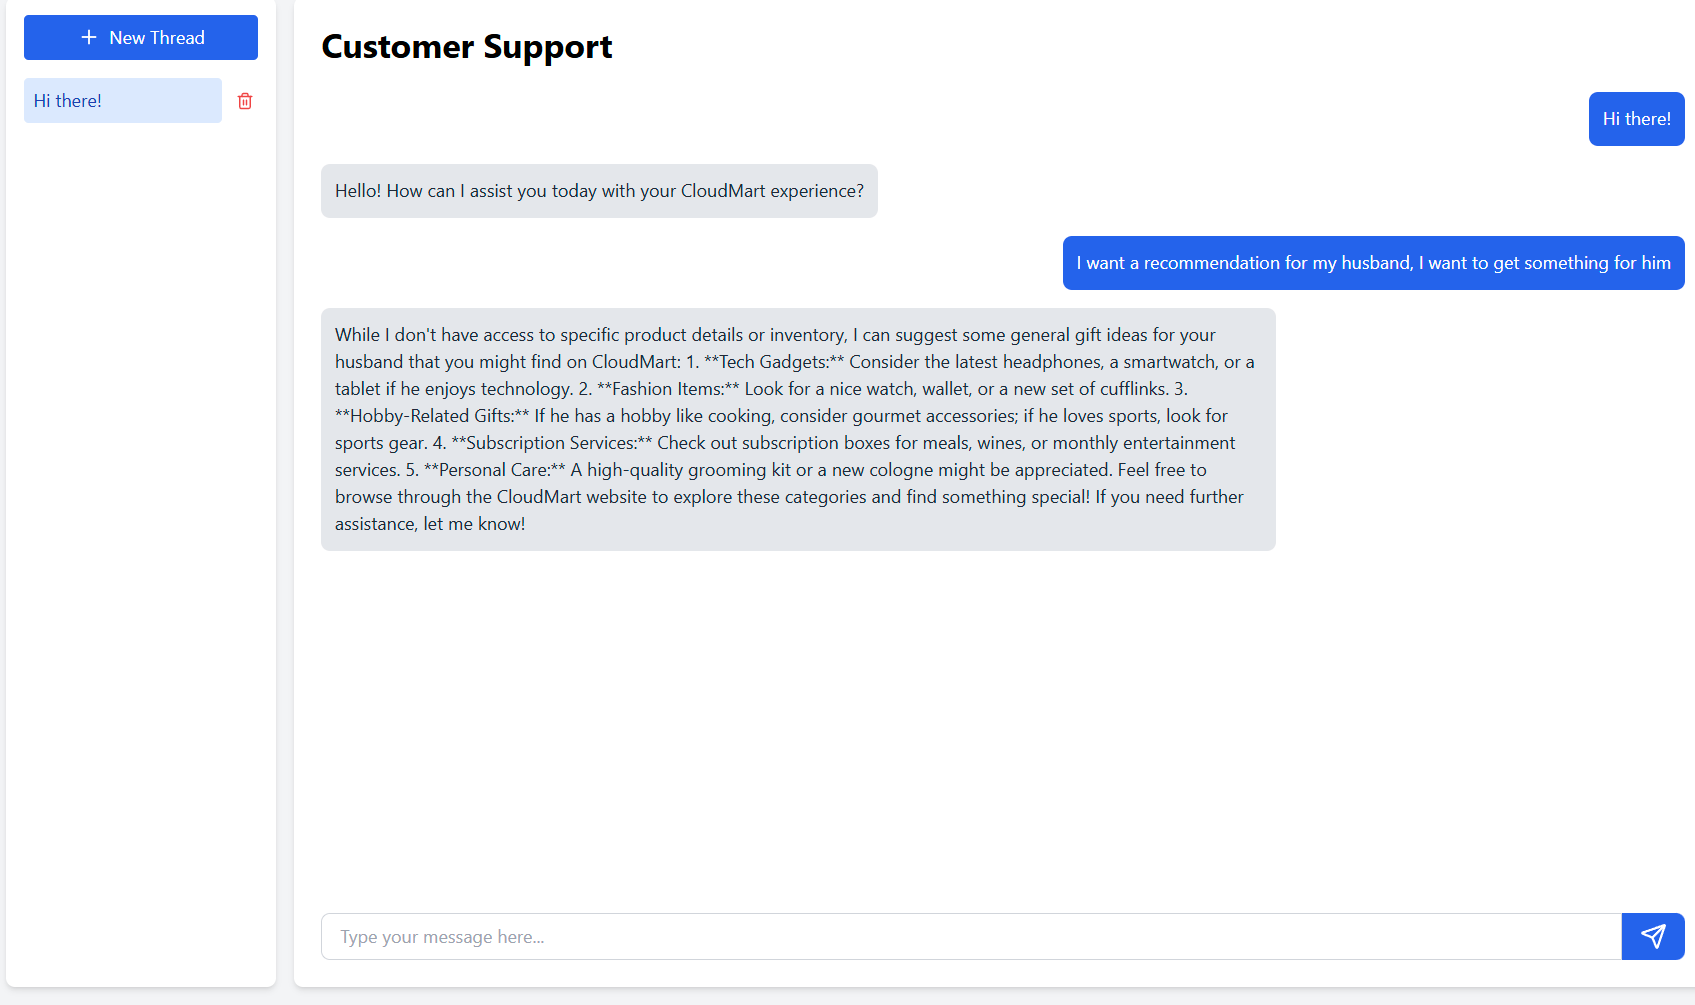 New Thread
Hi there!
Customer Support
Hi there!
Hello! How can I assist you today with your CloudMart experience?
I want a recommendation for my husband, I want to get something for him
While I don't have access to specific product details or inventory, I can suggest some general gift ideas for your
husband that you might find on CloudMart: 1. **Tech Gadgets:** Consider the latest headphones, a smartwatch, or a
tablet if he enjoys technology. 2. **Fashion Items:** Look for a nice watch, wallet, or a new set of cufflinks. 3.
**Hobby-Related Gifts:** If he has a hobby like cooking, consider gourmet accessories; if he loves sports, look for
sports gear. 4. **Subscription Services:** Check out subscription boxes for meals, wines, or monthly entertainment
services. 5. **Personal Care:** A high-quality grooming kit or a new cologne might be appreciated. Feel free to
browse through the CloudMart website to explore these categories and find something special! If you need further
assistance, let me know!
Type your message here...